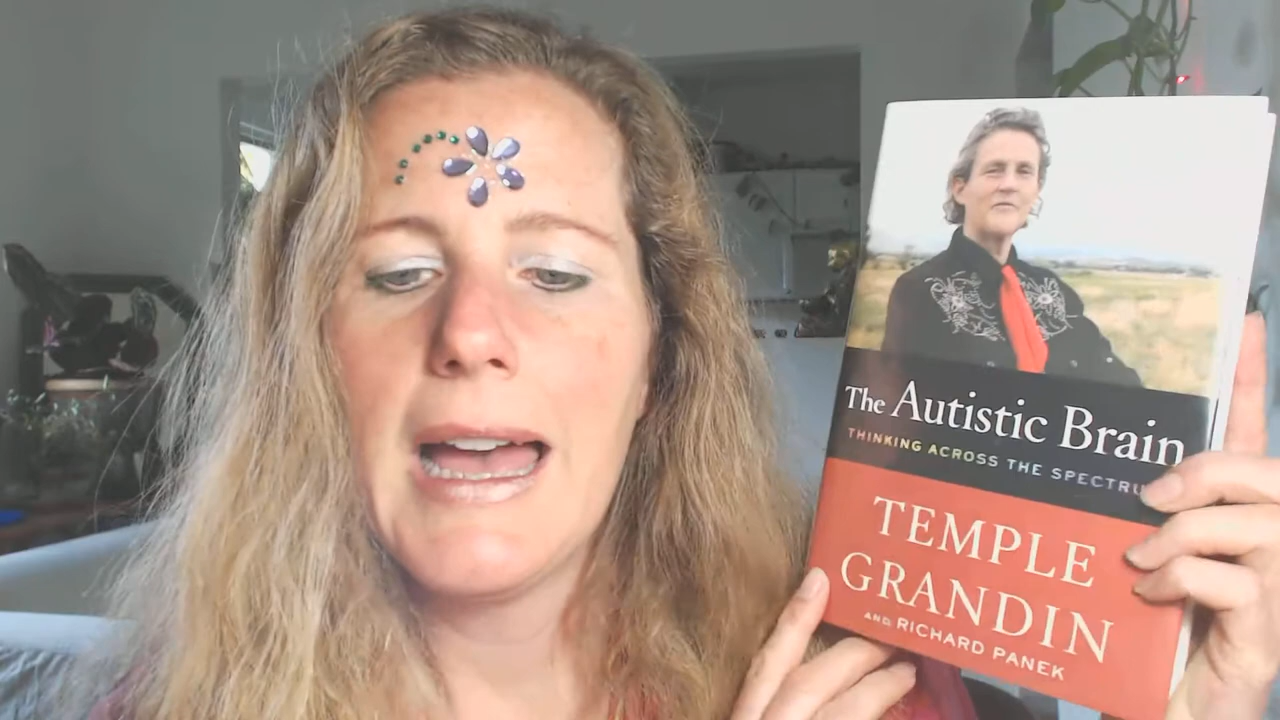 The Autistic Brain
THINKING ACROSS THE SPECTRU
TEMPLE
GRANDIN
AND RICHARD PANEK